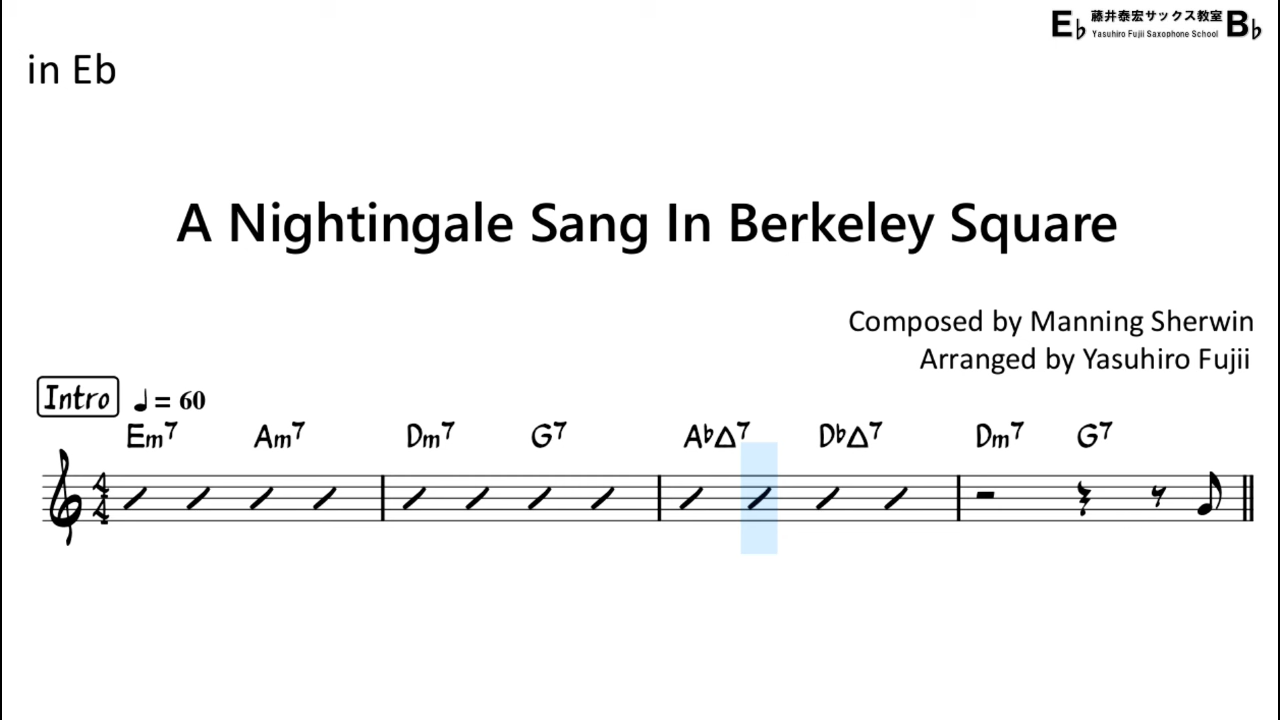 E♭ 藤井泰宏サックス教室 B♭
Yasuhiro Fujii Saxophone School
in Eb
A Nightingale Sang In Berkeley Square
Composed by Manning Sherwin
Arranged by Yasuhiro Fujii
Intro ♩= 60
Em7 Am7 Dm7 G7 A♭△7 D♭△7 Dm7 G7
4
4